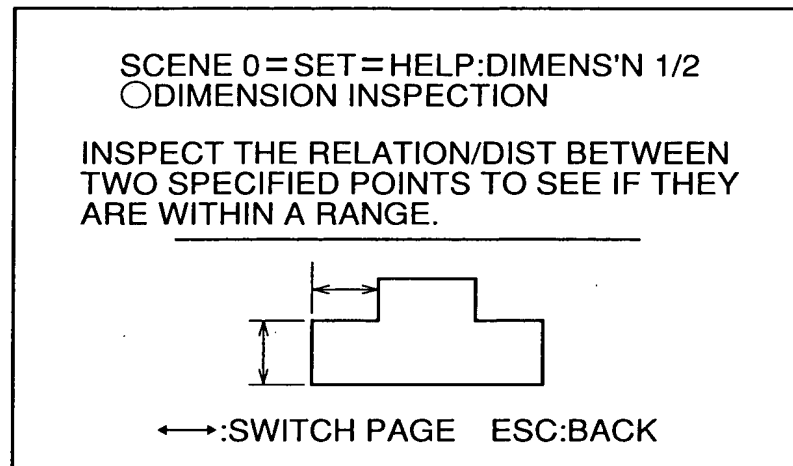 SCENE 0=SET=HELP:DIMENS'N 1/2
○DIMENSION INSPECTION
INSPECT THE RELATION/DIST BETWEEN
TWO SPECIFIED POINTS TO SEE IF THEY
ARE WITHIN A RANGE.
←→:SWITCH PAGE ESC:BACK